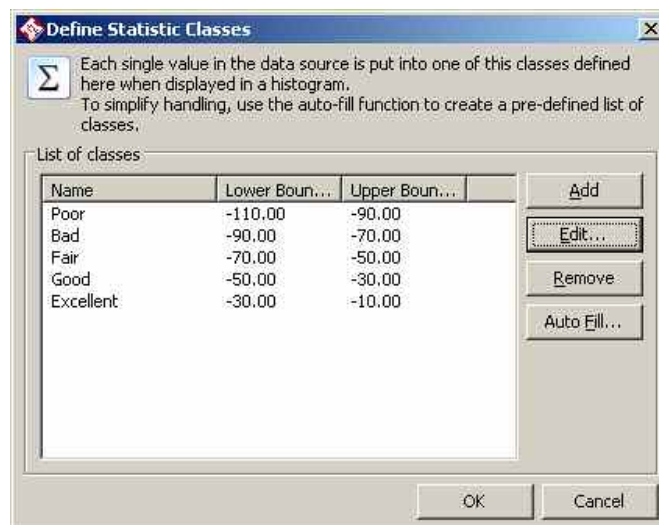 Define Statistic Classes
Each single value in the data source is put into one of this classes defined
here when displayed in a histogram.
To simplify handling, use the auto-fill function to create a pre-defined list of
classes.
Σ
List of classes
Name Lower Boun... Upper Boun...
Poor -110.00 -90.00
Bad -90.00 -70.00
Fair -70.00 -50.00
Good -50.00 -30.00
Excellent -30.00 -10.00
Add
Edit...
Remove
Auto Fill...
OK Cancel